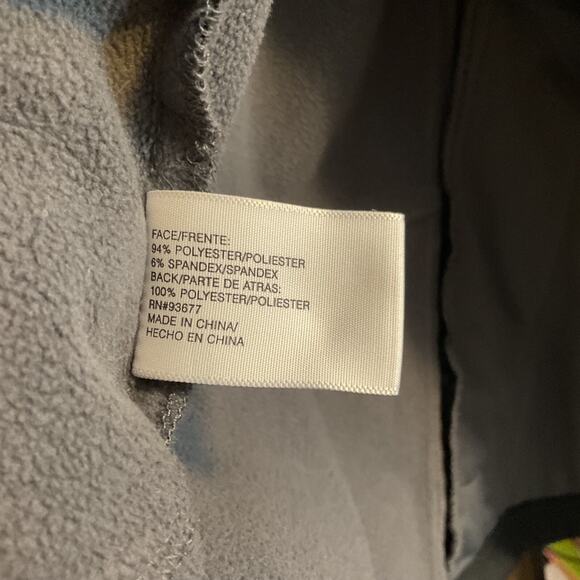 FACE/FRENTE:
94% POLYESTER/POLIESTER
6% SPANDEX/SPANDEX
BACK/PARTE DE ATRAS:
100% POLYESTER/POLIESTER
RN#93677
MADE IN CHINA/
HECHO EN CHINA